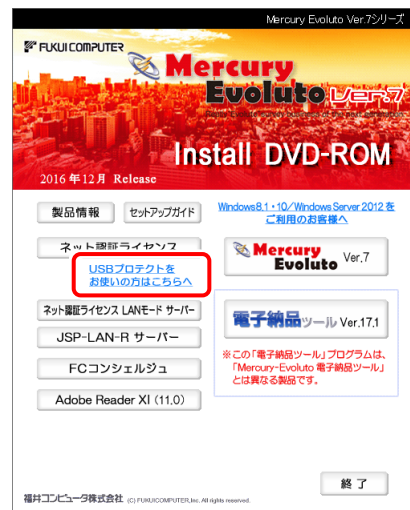 Mercury Evoluto Ver.7シリーズ
FUKUI COMPUTER
Mercury
Evoluto Ver.7
Install DVD-ROM
2016年12月 Release
製品情報
セットアップガイド
Windows8.1・10/Windows Server 2012 を
ご利用のお客様へ
ネット認証ライセンス
USBプロテクトを
お使いの方はこちらへ
Mercury
Evoluto Ver.7
ネット認証ライセンス LANモード サーバー
JSP-LAN-R サーバー
FCコンシェルジュ
Adobe Reader XI (11.0)
電子納品ツール Ver.17.1
※この「電子納品ツール」プログラムは、
「Mercury-Evoluto 電子納品ツール」
とは異なる製品です。
終 了
福井コンピュータ株式会社 (C) FUKUICOMPUTER,Inc. All rights reserved.